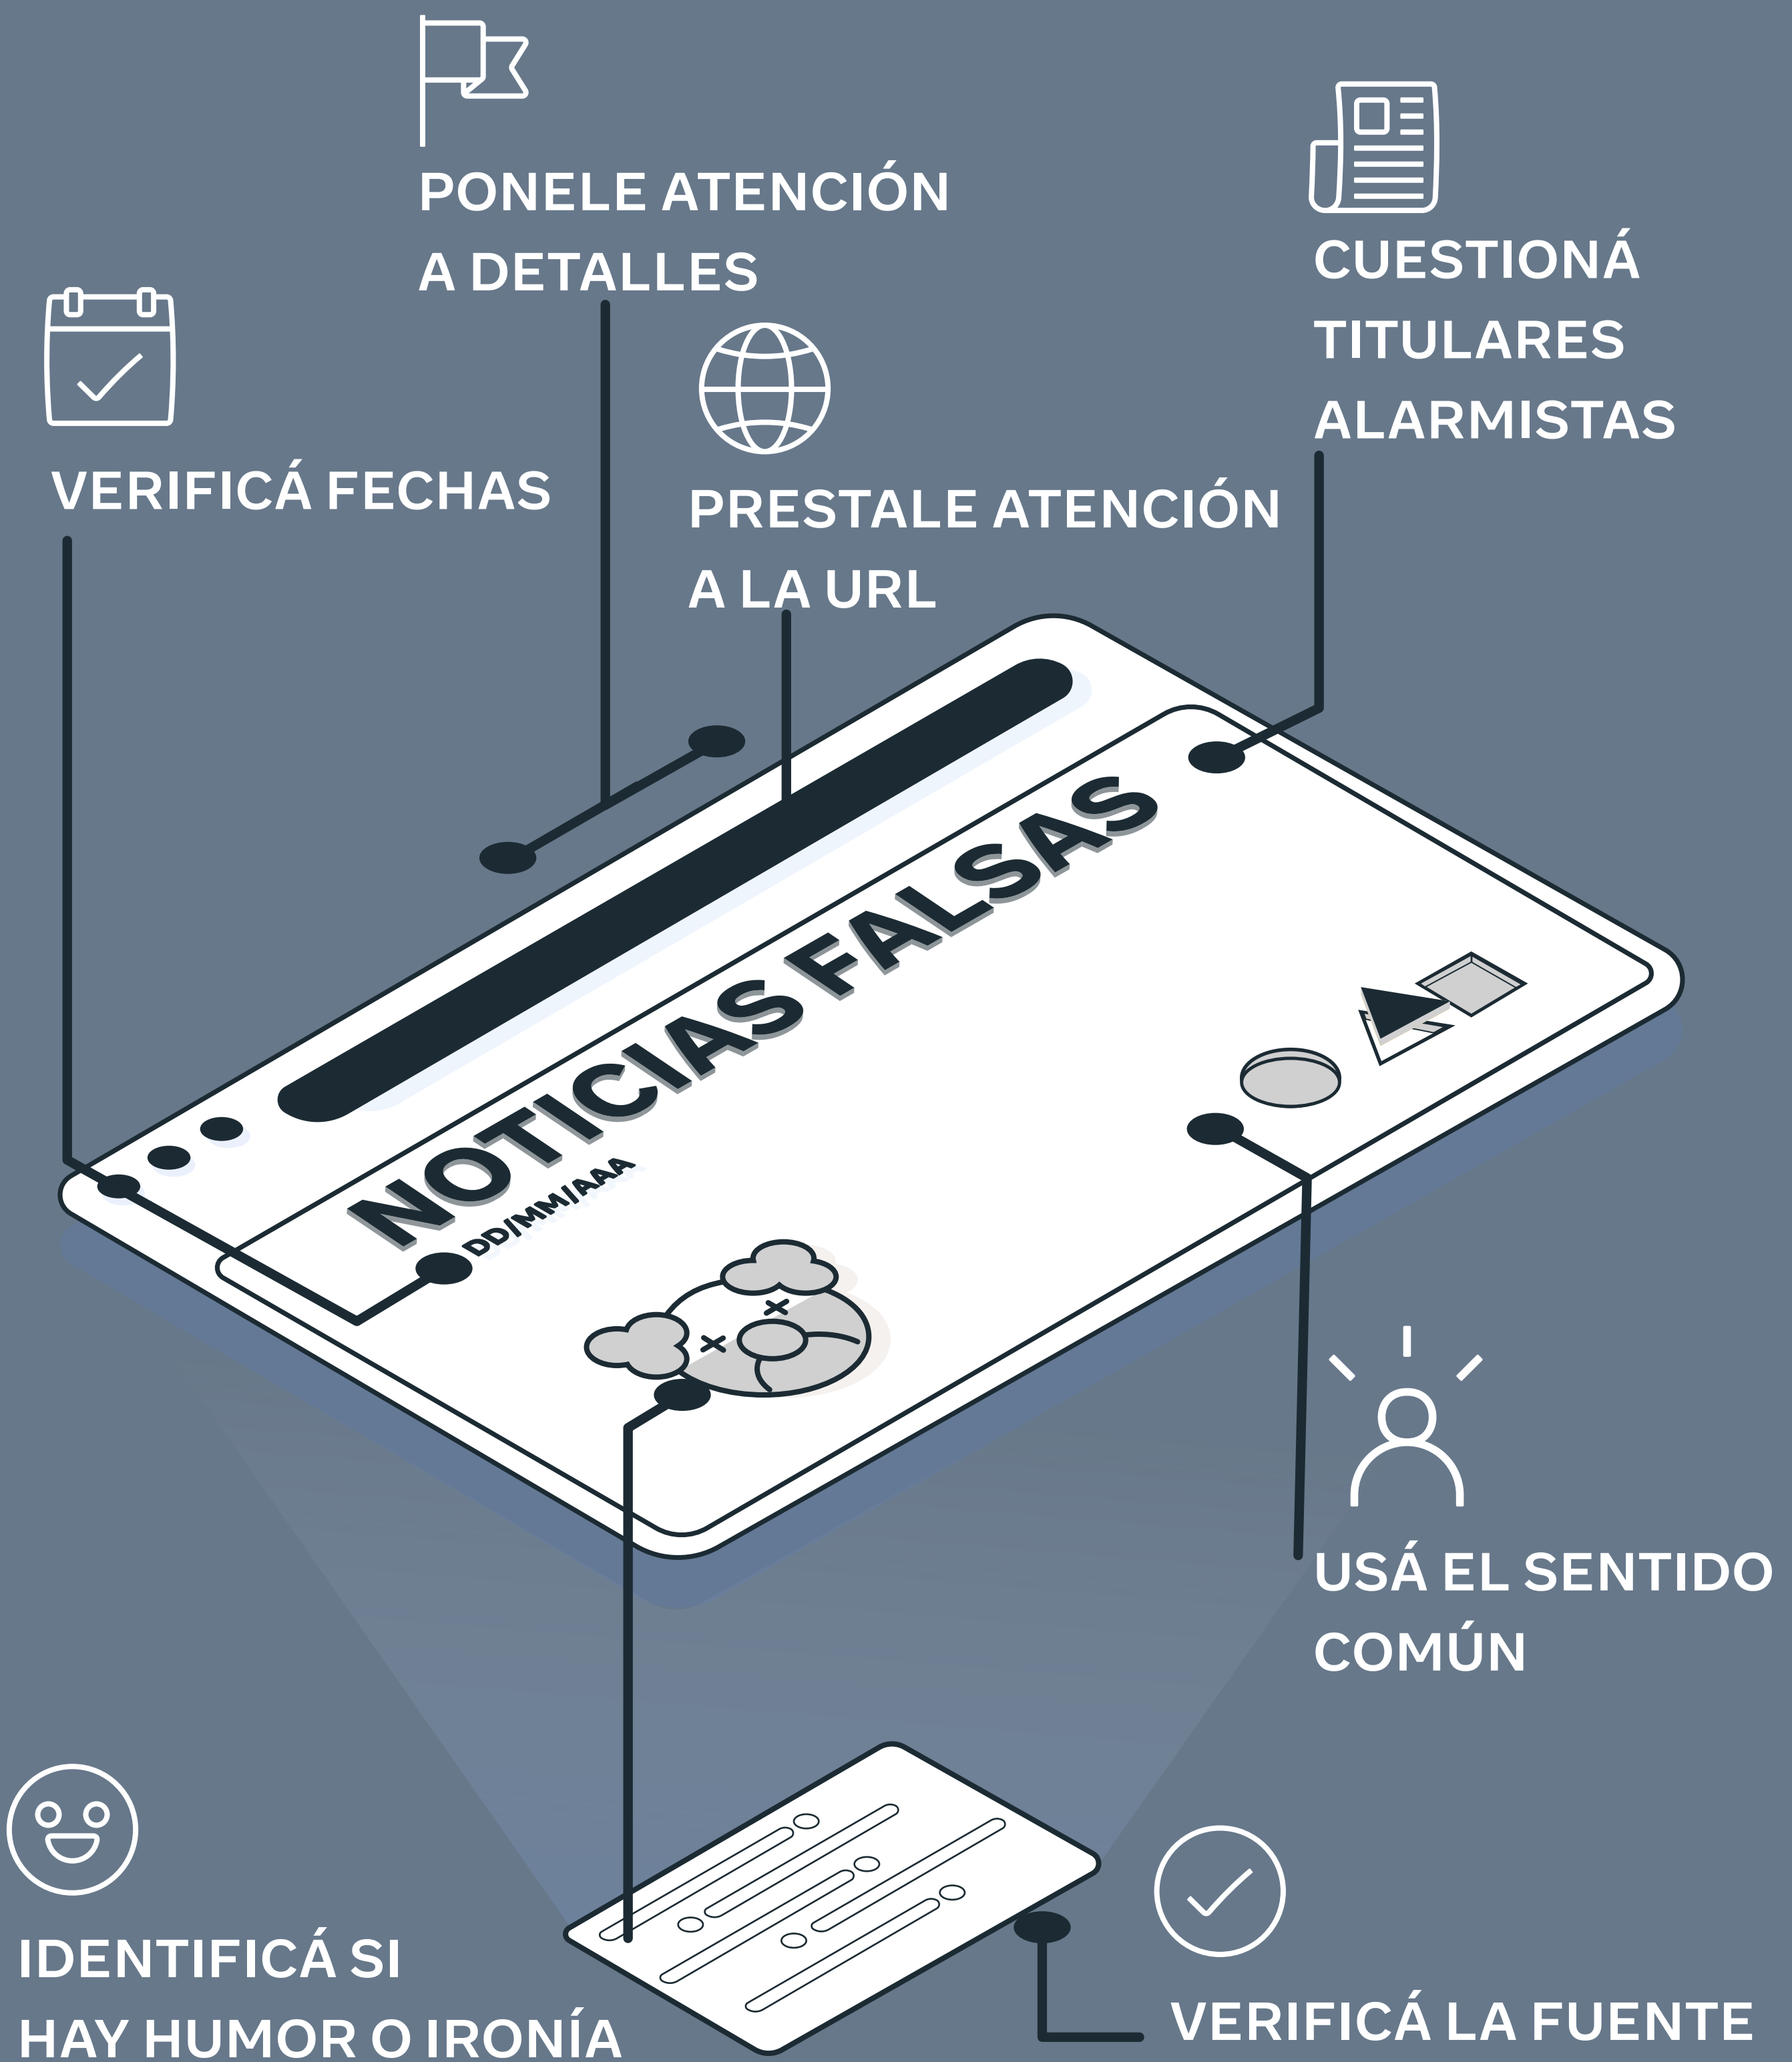 PONELE ATENCIÓN
A DETALLES
CUESTIONÁ
TITULARES
ALARMISTAS
VERIFICÁ FECHAS
PRESTALE ATENCIÓN
A LA URL
NOTICIAS FALSAS
DD/MM/AAA
USÁ EL SENTIDO
COMÚN
IDENTIFICÁ SI
HAY HUMOR O IRONÍA
VERIFICÁ LA FUENTE